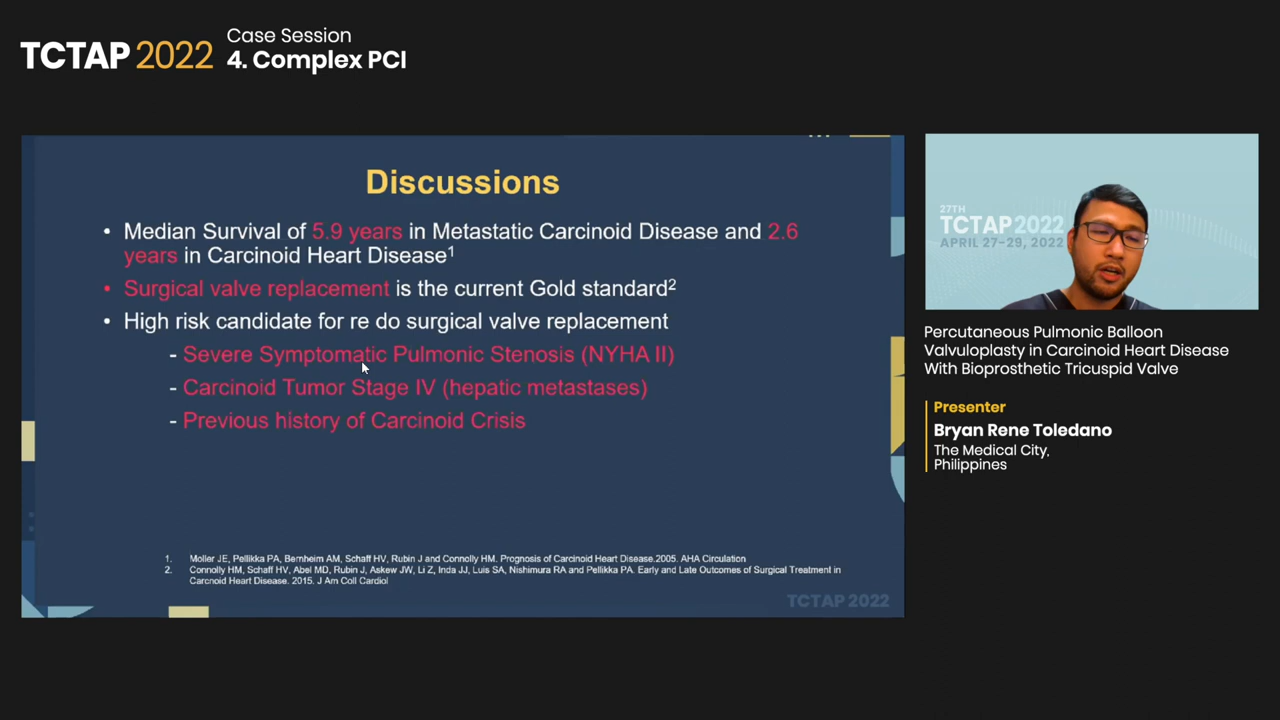 TCTAP 2022
Case Session
4. Complex PCI
Discussions
• Median Survival of 5.9 years in Metastatic Carcinoid Disease and 2.6
years in Carcinoid Heart Disease¹
• Surgical valve replacement is the current Gold standard²
• High risk candidate for re do surgical valve replacement
- Severe Symptomatic Pulmonic Stenosis (NYHA II)
- Carcinoid Tumor Stage IV (hepatic metastases)
- Previous history of Carcinoid Crisis
1. Moller JE, Pellikka PA, Bernheim AM, Schaff HV, Rubin J and Connolly HM. Prognosis of Carcinoid Heart Disease.2005. AHA Circulation
2. Connolly HM, Schaff HV, Abel MD, Rubin J, Askew JW, Li Z, Inda JJ, Luis SA, Nishimura RA and Pellikka PA. Early and Late Outcomes of Surgical Treatment in
Carcnoid Heart Disease. 2015. J Am Coll Cardiol
TCTAP 2022
27TH
TCTAP 2022
APRIL 27-29, 2022
Percutaneous Pulmonic Balloon
Valvuloplasty in Carcinoid Heart Disease
With Bioprosthetic Tricuspid Valve
Presenter
Bryan Rene Toledano
The Medical City,
Philippines